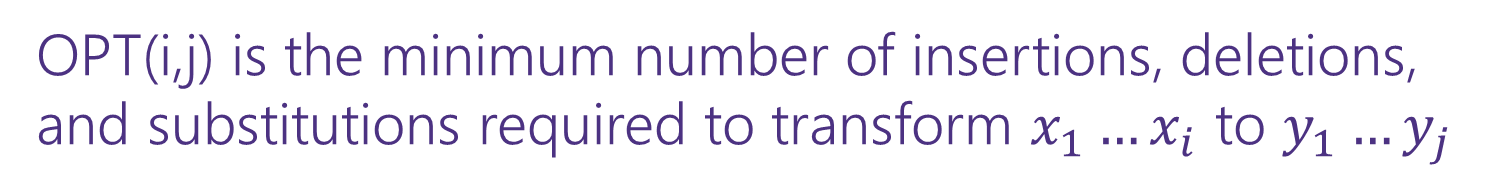 OPT(i,j) is the minimum number of insertions, deletions,
and substitutions required to transform 𝑥₁ … 𝑥ᵢ to 𝑦₁ … 𝑦ⱼ